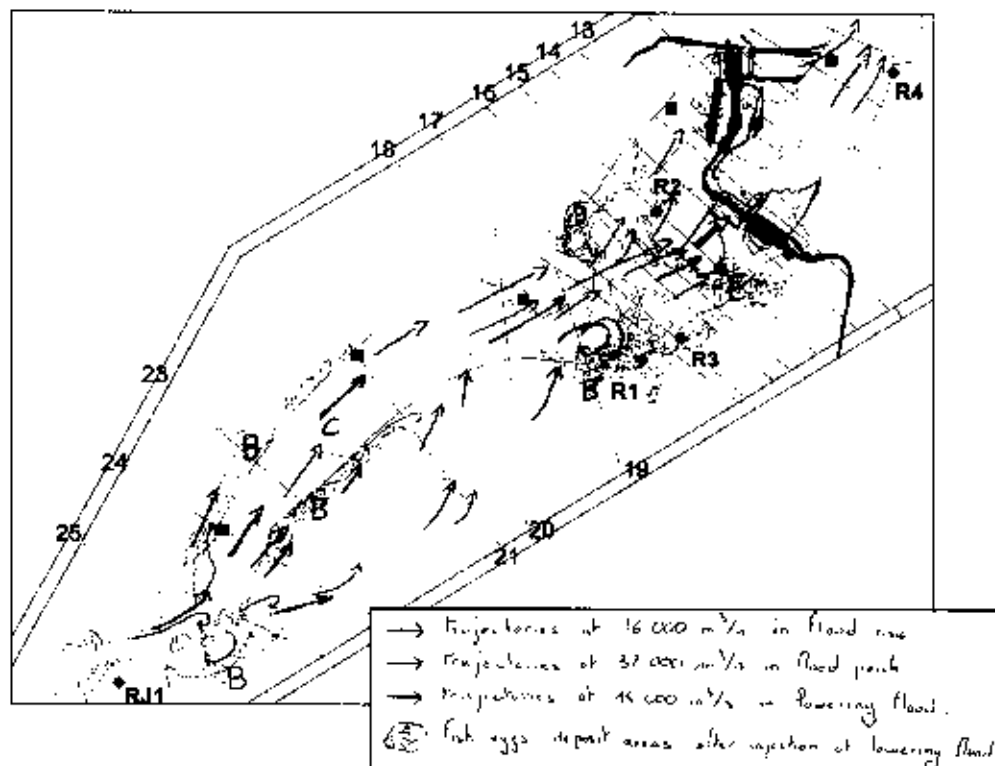 13
14
15
16
17
18
R4
R2
23
R3
B
R1
C
24
B
B
19
25
20
21
B
RJ1
trajectories at 16 000 m³/s in flood rise
trajectories at 37 000 m³/s in flood peak
trajectories at 14 000 m³/s in lowering flood.
Fish eggs deposit areas after injection at lowering flood